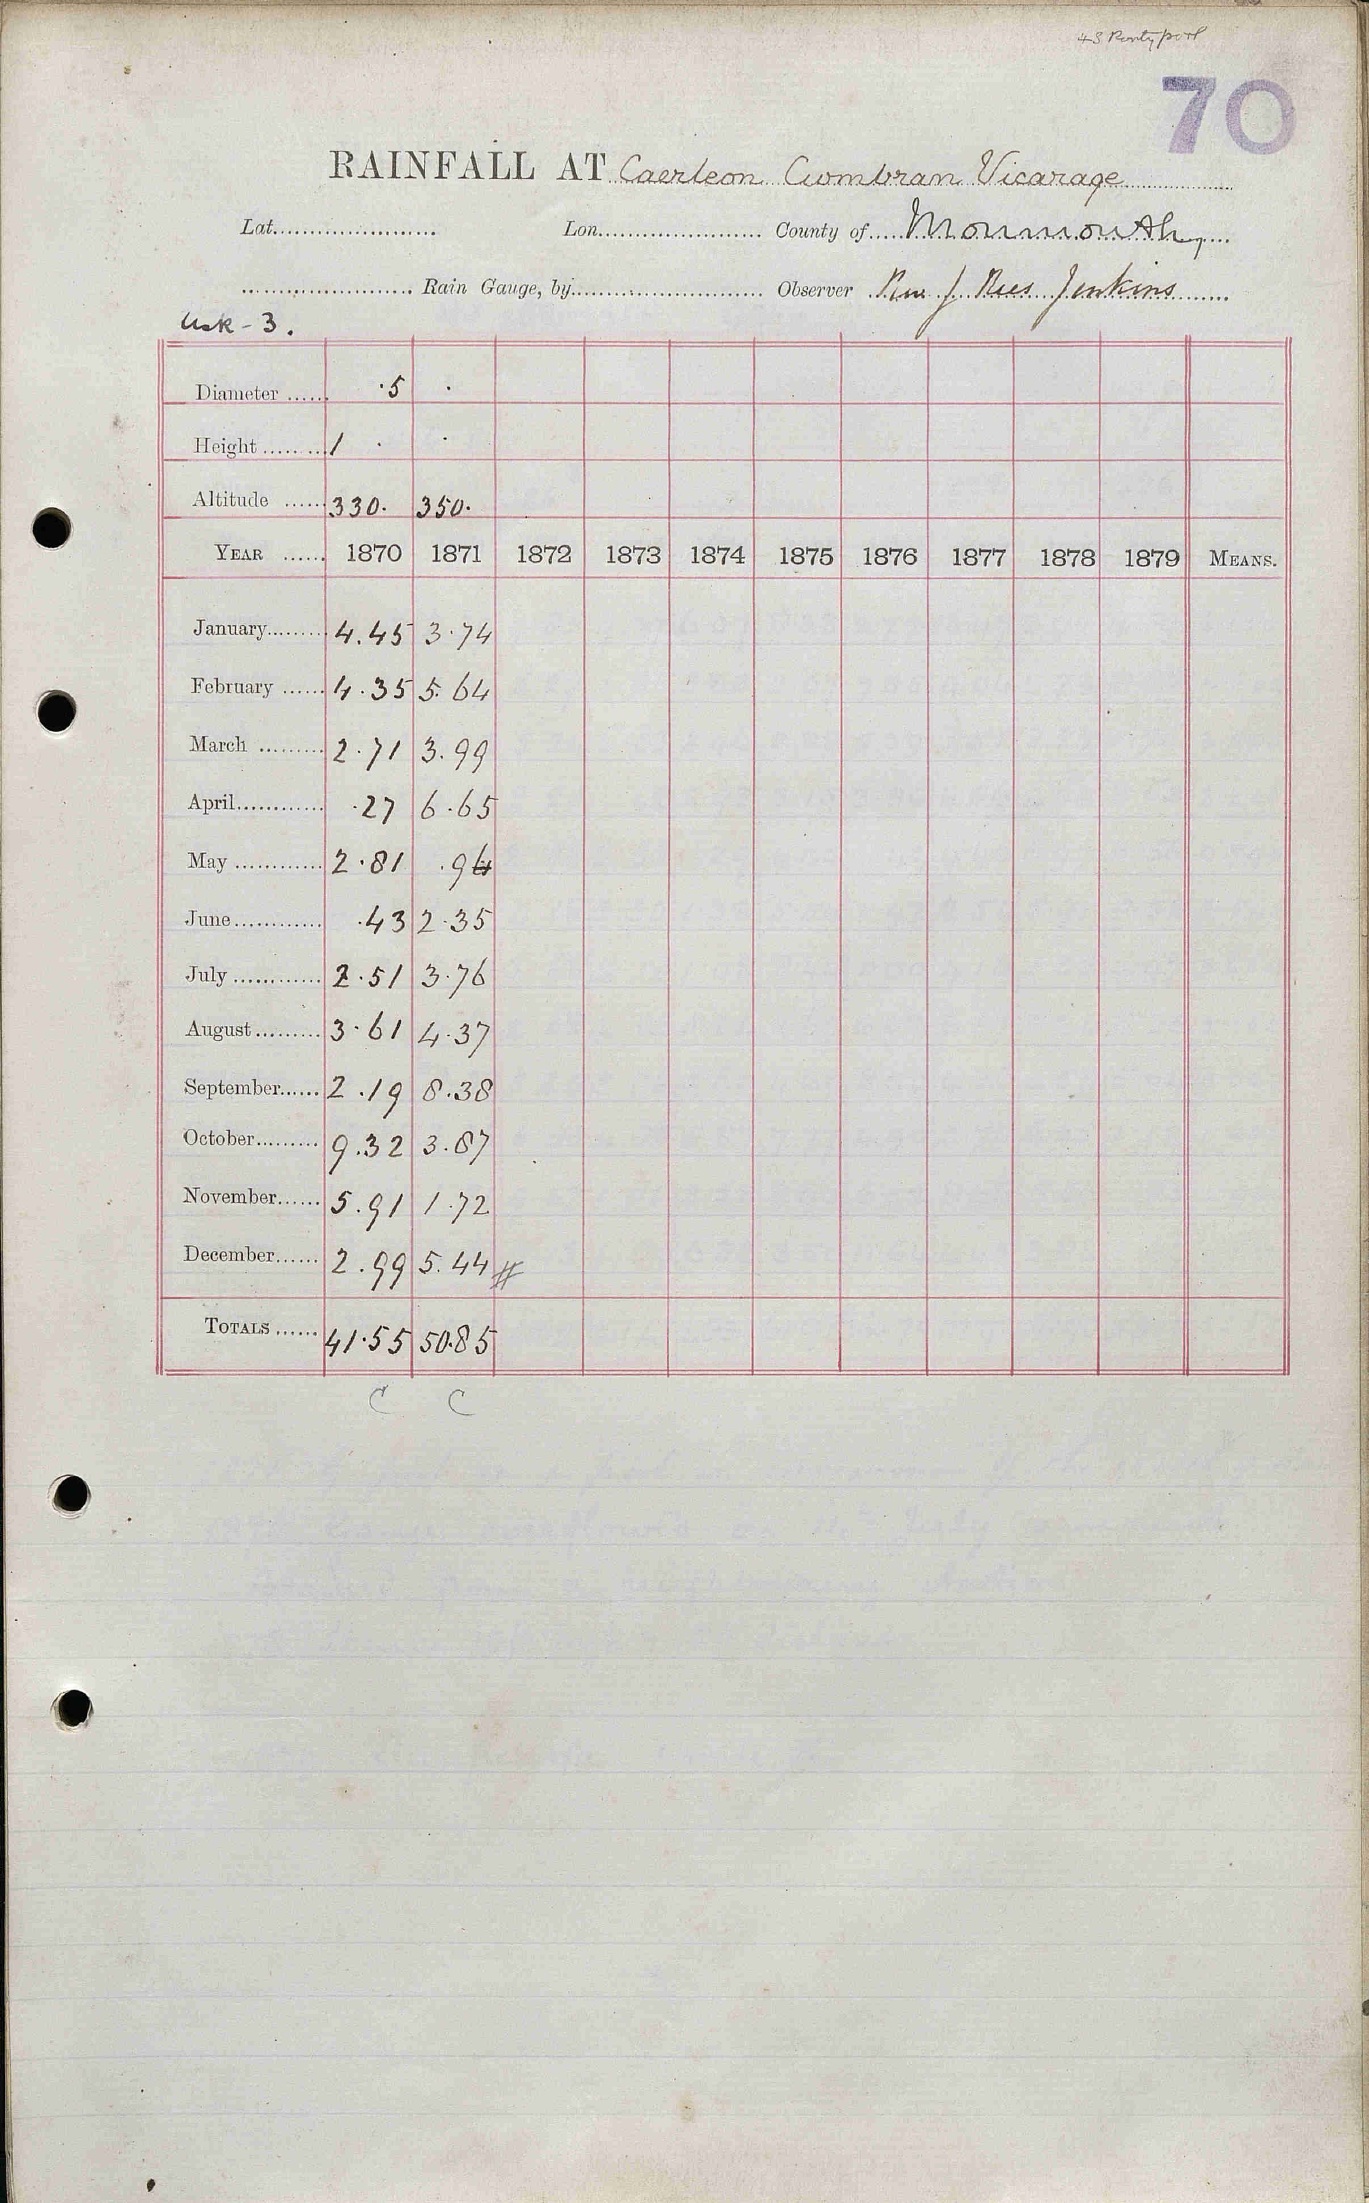 48 Pontypool
70
RAINFALL AT Caerleon Cwmbran Vicarage
Lat. Lon. County of Monmouth
Rain Gauge, by Observer Rev J. Rees Jenkins
Usk-3.
Diameter ...... ·5 ·
Height ......... 1 · ·
Altitude ...... 330· 350·
YEAR ...... 1870 1871 1872 1873 1874 1875 1876 1877 1878 1879 MEANS.
January......... 4.45 3·74
February ...... 4·35 5.64
March ......... 2·71 3.99
April............ ·27 6·65
May ............ 2·81 .94
June............ ·43 2·35
July ............ 2·51 3·76
August......... 3·61 4·37
September...... 2.19 8.38
October......... 9.32 3.87
November...... 5.91 1.72
December...... 2.99 5.44 #
TOTALS ...... 41·55 50.85
C C